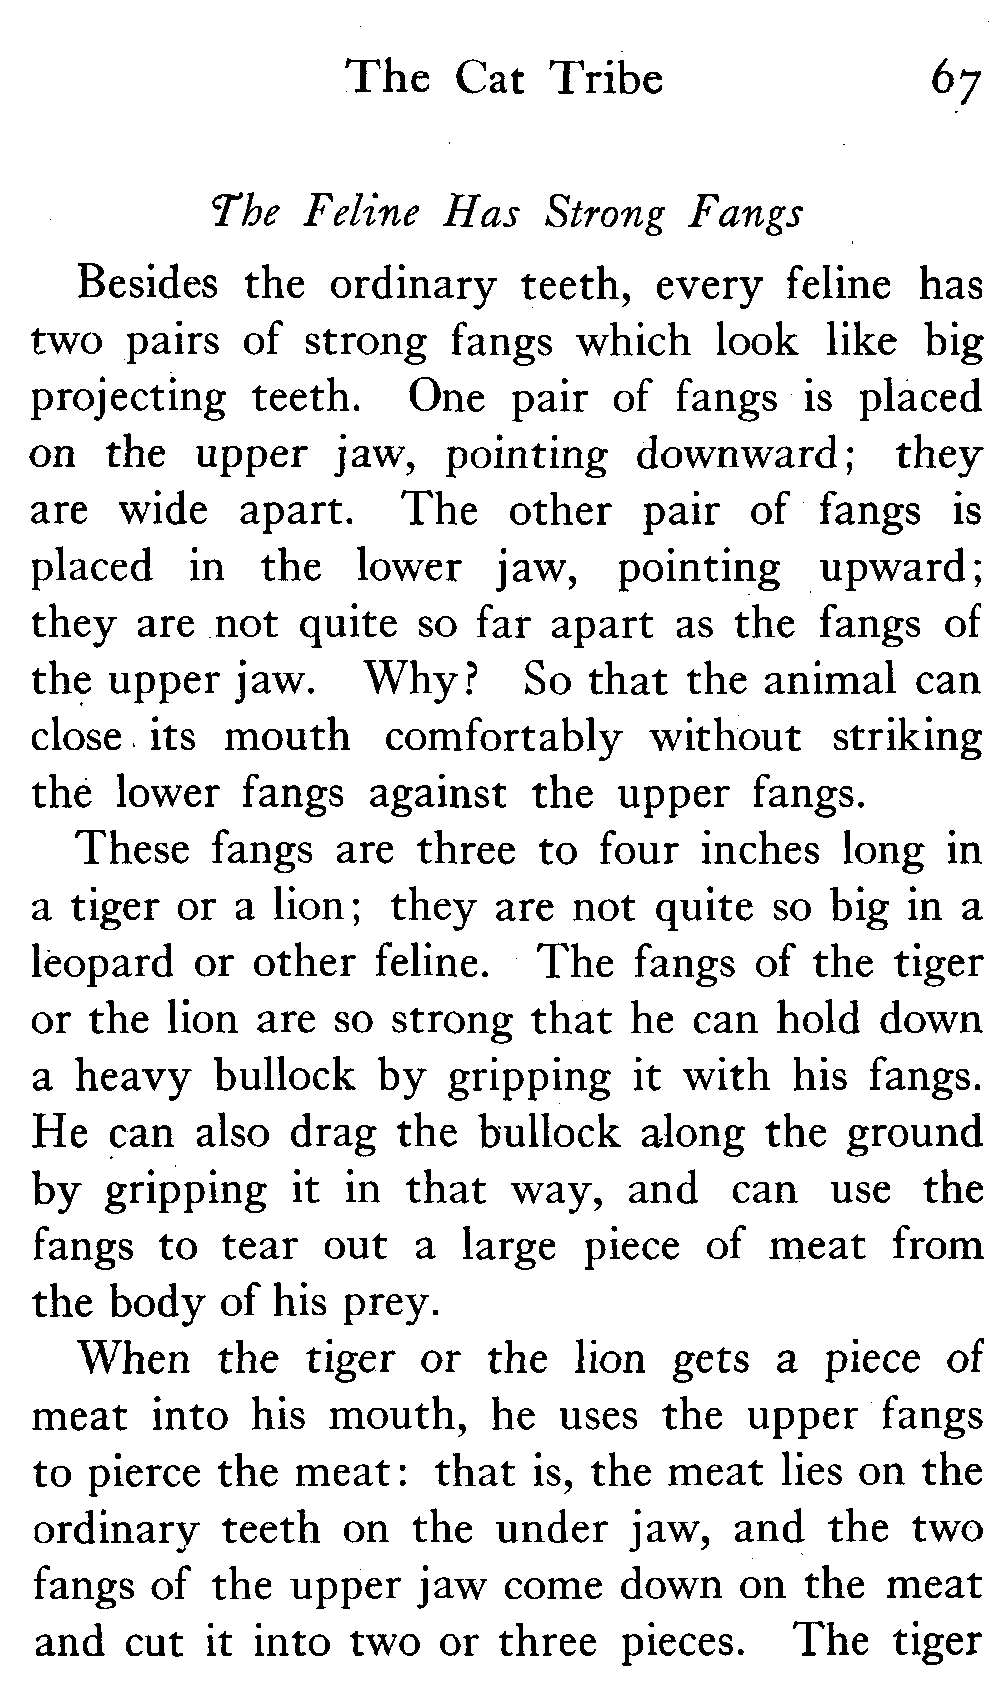 The Cat Tribe 67
The Feline Has Strong Fangs
Besides the ordinary teeth, every feline has
two pairs of strong fangs which look like big
projecting teeth. One pair of fangs is placed
on the upper jaw, pointing downward; they
are wide apart. The other pair of fangs is
placed in the lower jaw, pointing upward;
they are not quite so far apart as the fangs of
the upper jaw. Why? So that the animal can
close its mouth comfortably without striking
the lower fangs against the upper fangs.
These fangs are three to four inches long in
a tiger or a lion; they are not quite so big in a
leopard or other feline. The fangs of the tiger
or the lion are so strong that he can hold down
a heavy bullock by gripping it with his fangs.
He can also drag the bullock along the ground
by gripping it in that way, and can use the
fangs to tear out a large piece of meat from
the body of his prey.
When the tiger or the lion gets a piece of
meat into his mouth, he uses the upper fangs
to pierce the meat: that is, the meat lies on the
ordinary teeth on the under jaw, and the two
fangs of the upper jaw come down on the meat
and cut it into two or three pieces. The tiger